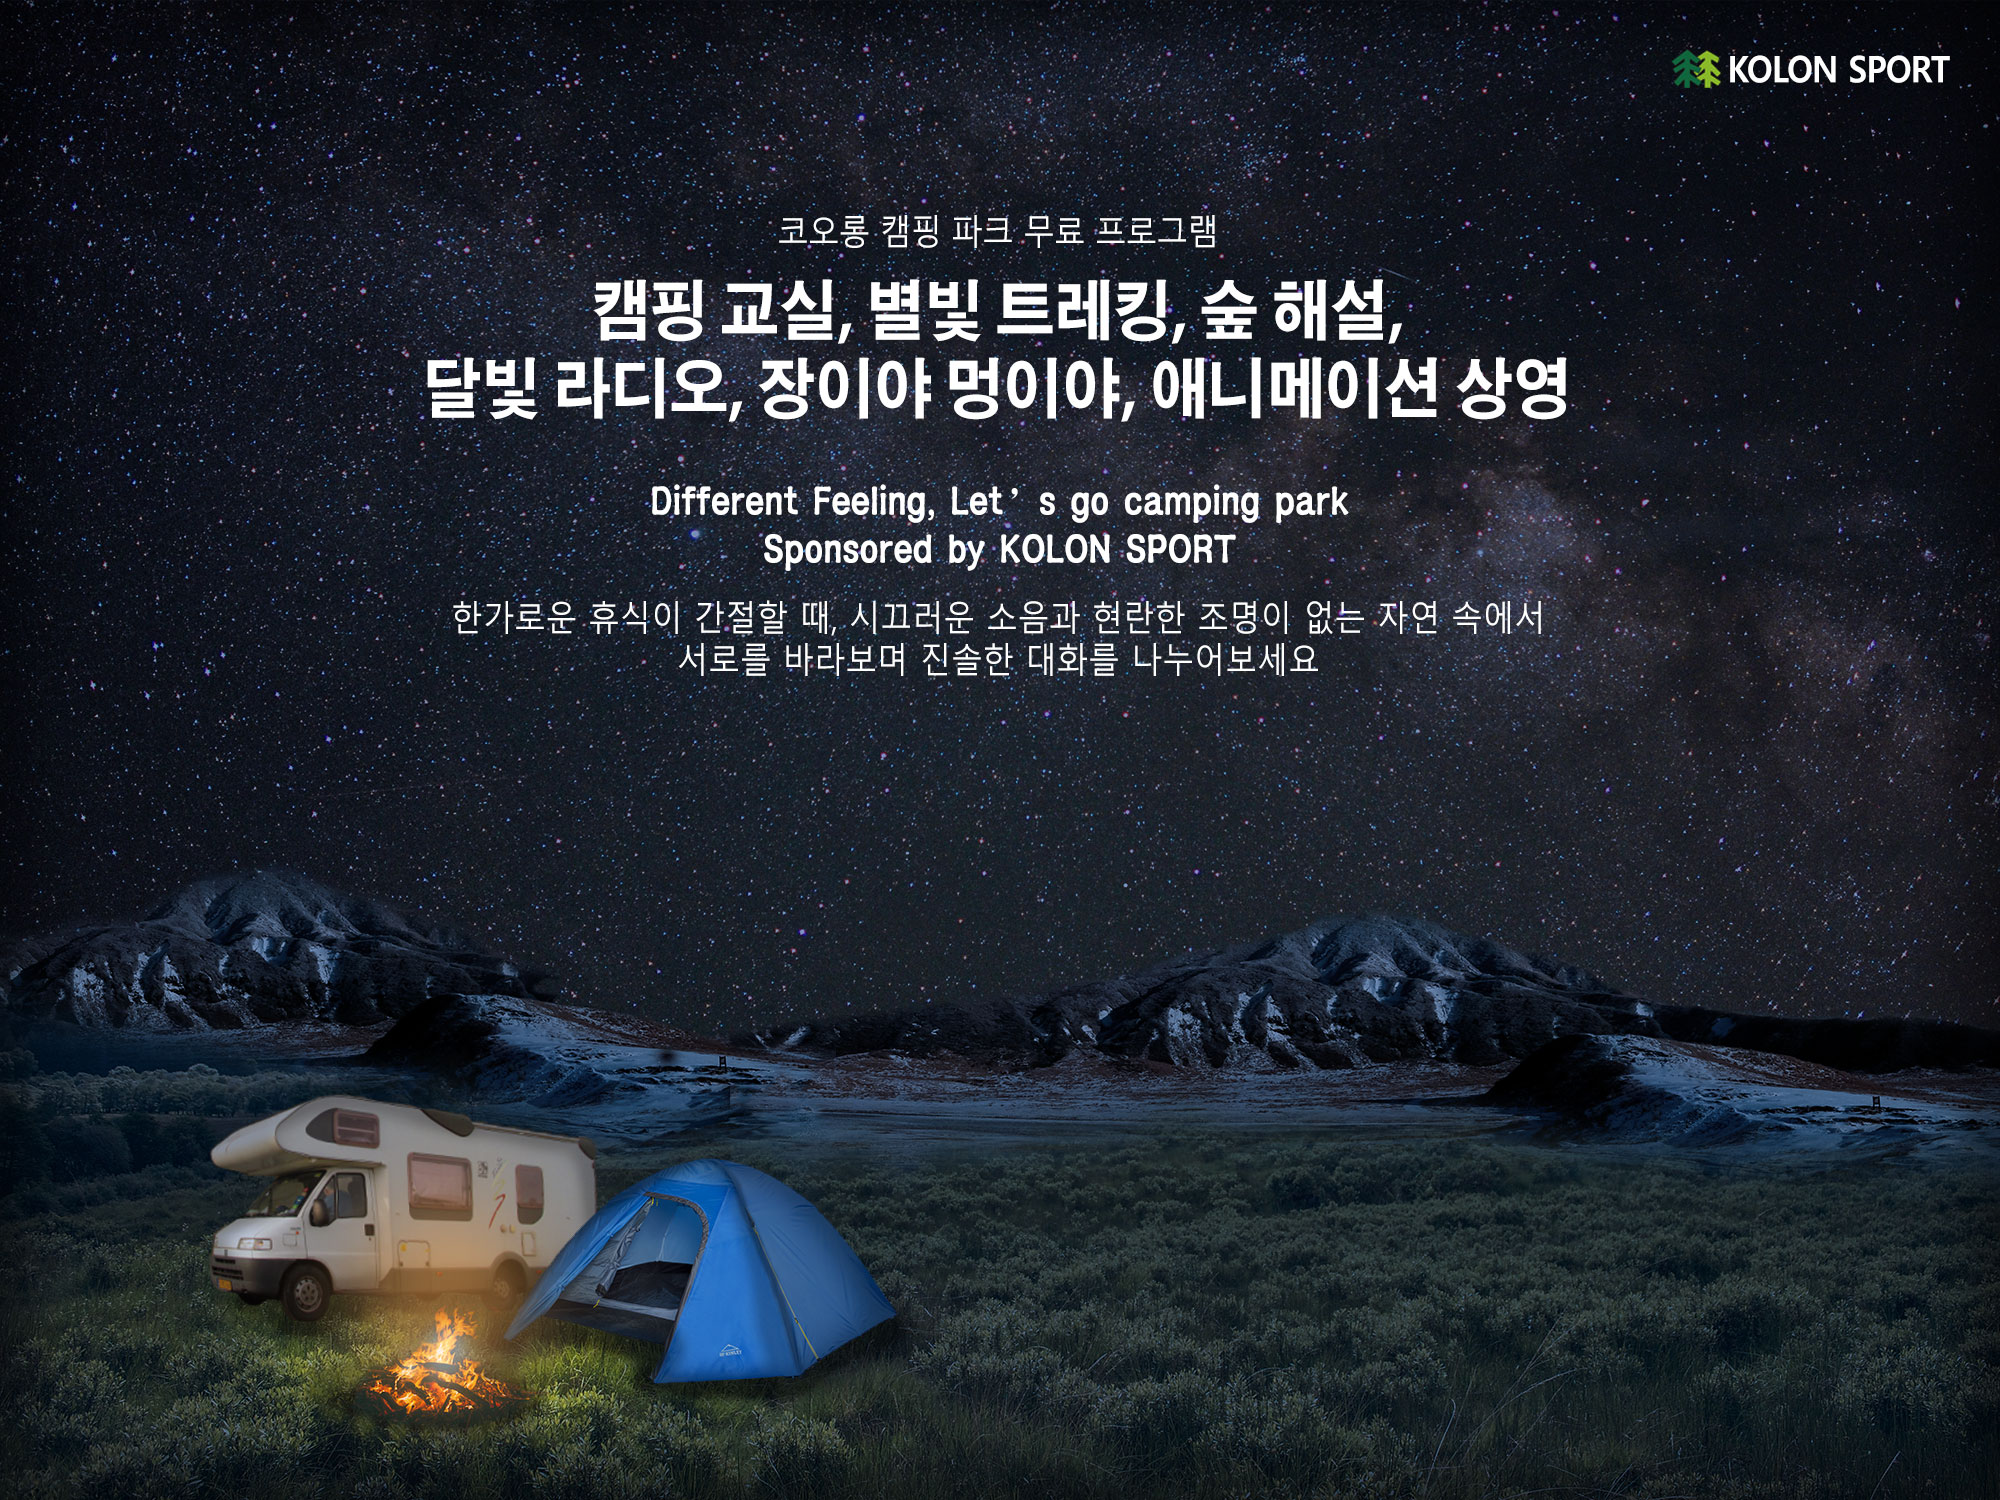 KOLON SPORT
코오롱 캠핑 파크 무료 프로그램
캠핑 교실, 별빛 트레킹, 숲 해설,
달빛 라디오, 장이야 멍이야, 애니메이션 상영
Different Feeling, Let’s go camping park
Sponsored by KOLON SPORT
한가로운 휴식이 간절할 때, 시끄러운 소음과 현란한 조명이 없는 자연 속에서
서로를 바라보며 진솔한 대화를 나누어보세요